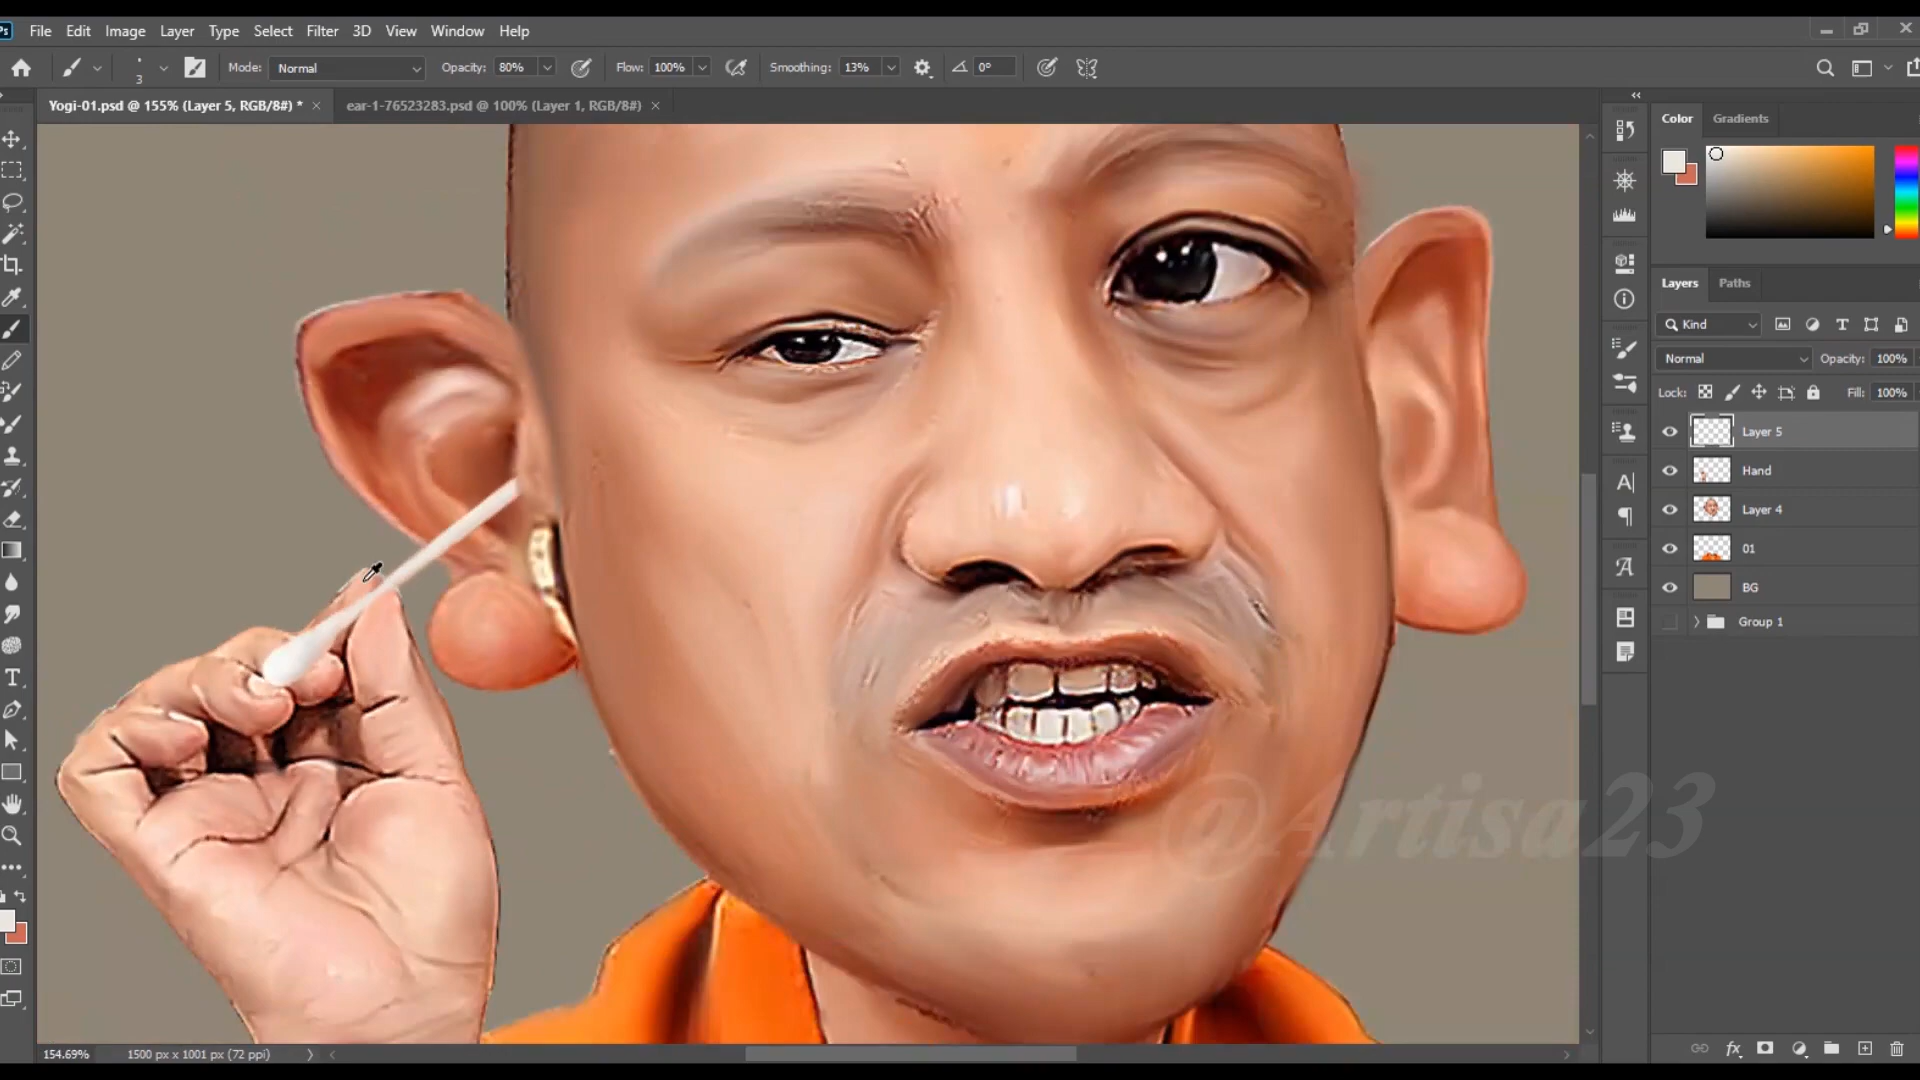 Ps File Edit Image Layer Type Select Filter 3D View Window Help
3 Mode: Normal Opacity: 80% Flow: 100% Smoothing: 13% 0°
Yogi-01.psd @ 155% (Layer 5, RGB/8#) * × ear-1-76523283.psd @ 100% (Layer 1, RGB/8#) ×
Color Gradients
Layers Paths
Kind
Normal Opacity: 100%
Lock: Fill: 100%
Layer 5
Hand
Layer 4
01
BG
Group 1
@Artisa23
154.69% 1500 px x 1001 px (72 ppi)